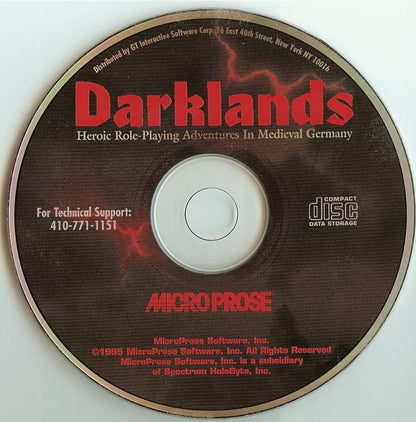 Distributed by GT Interactive Software Corp. 16 East 40th Street, New York NY 10016
Darklands
Heroic Role-Playing Adventures In Medieval Germany
For Technical Support:
410-771-1151
COMPACT
disc
DATA STORAGE
MICROPROSE
MicroProse Software, Inc.
©1995 MicroProse Software, Inc. All Rights Reserved
MicroProse Software, Inc. is a subsidiary
of Spectrum HoloByte, Inc.